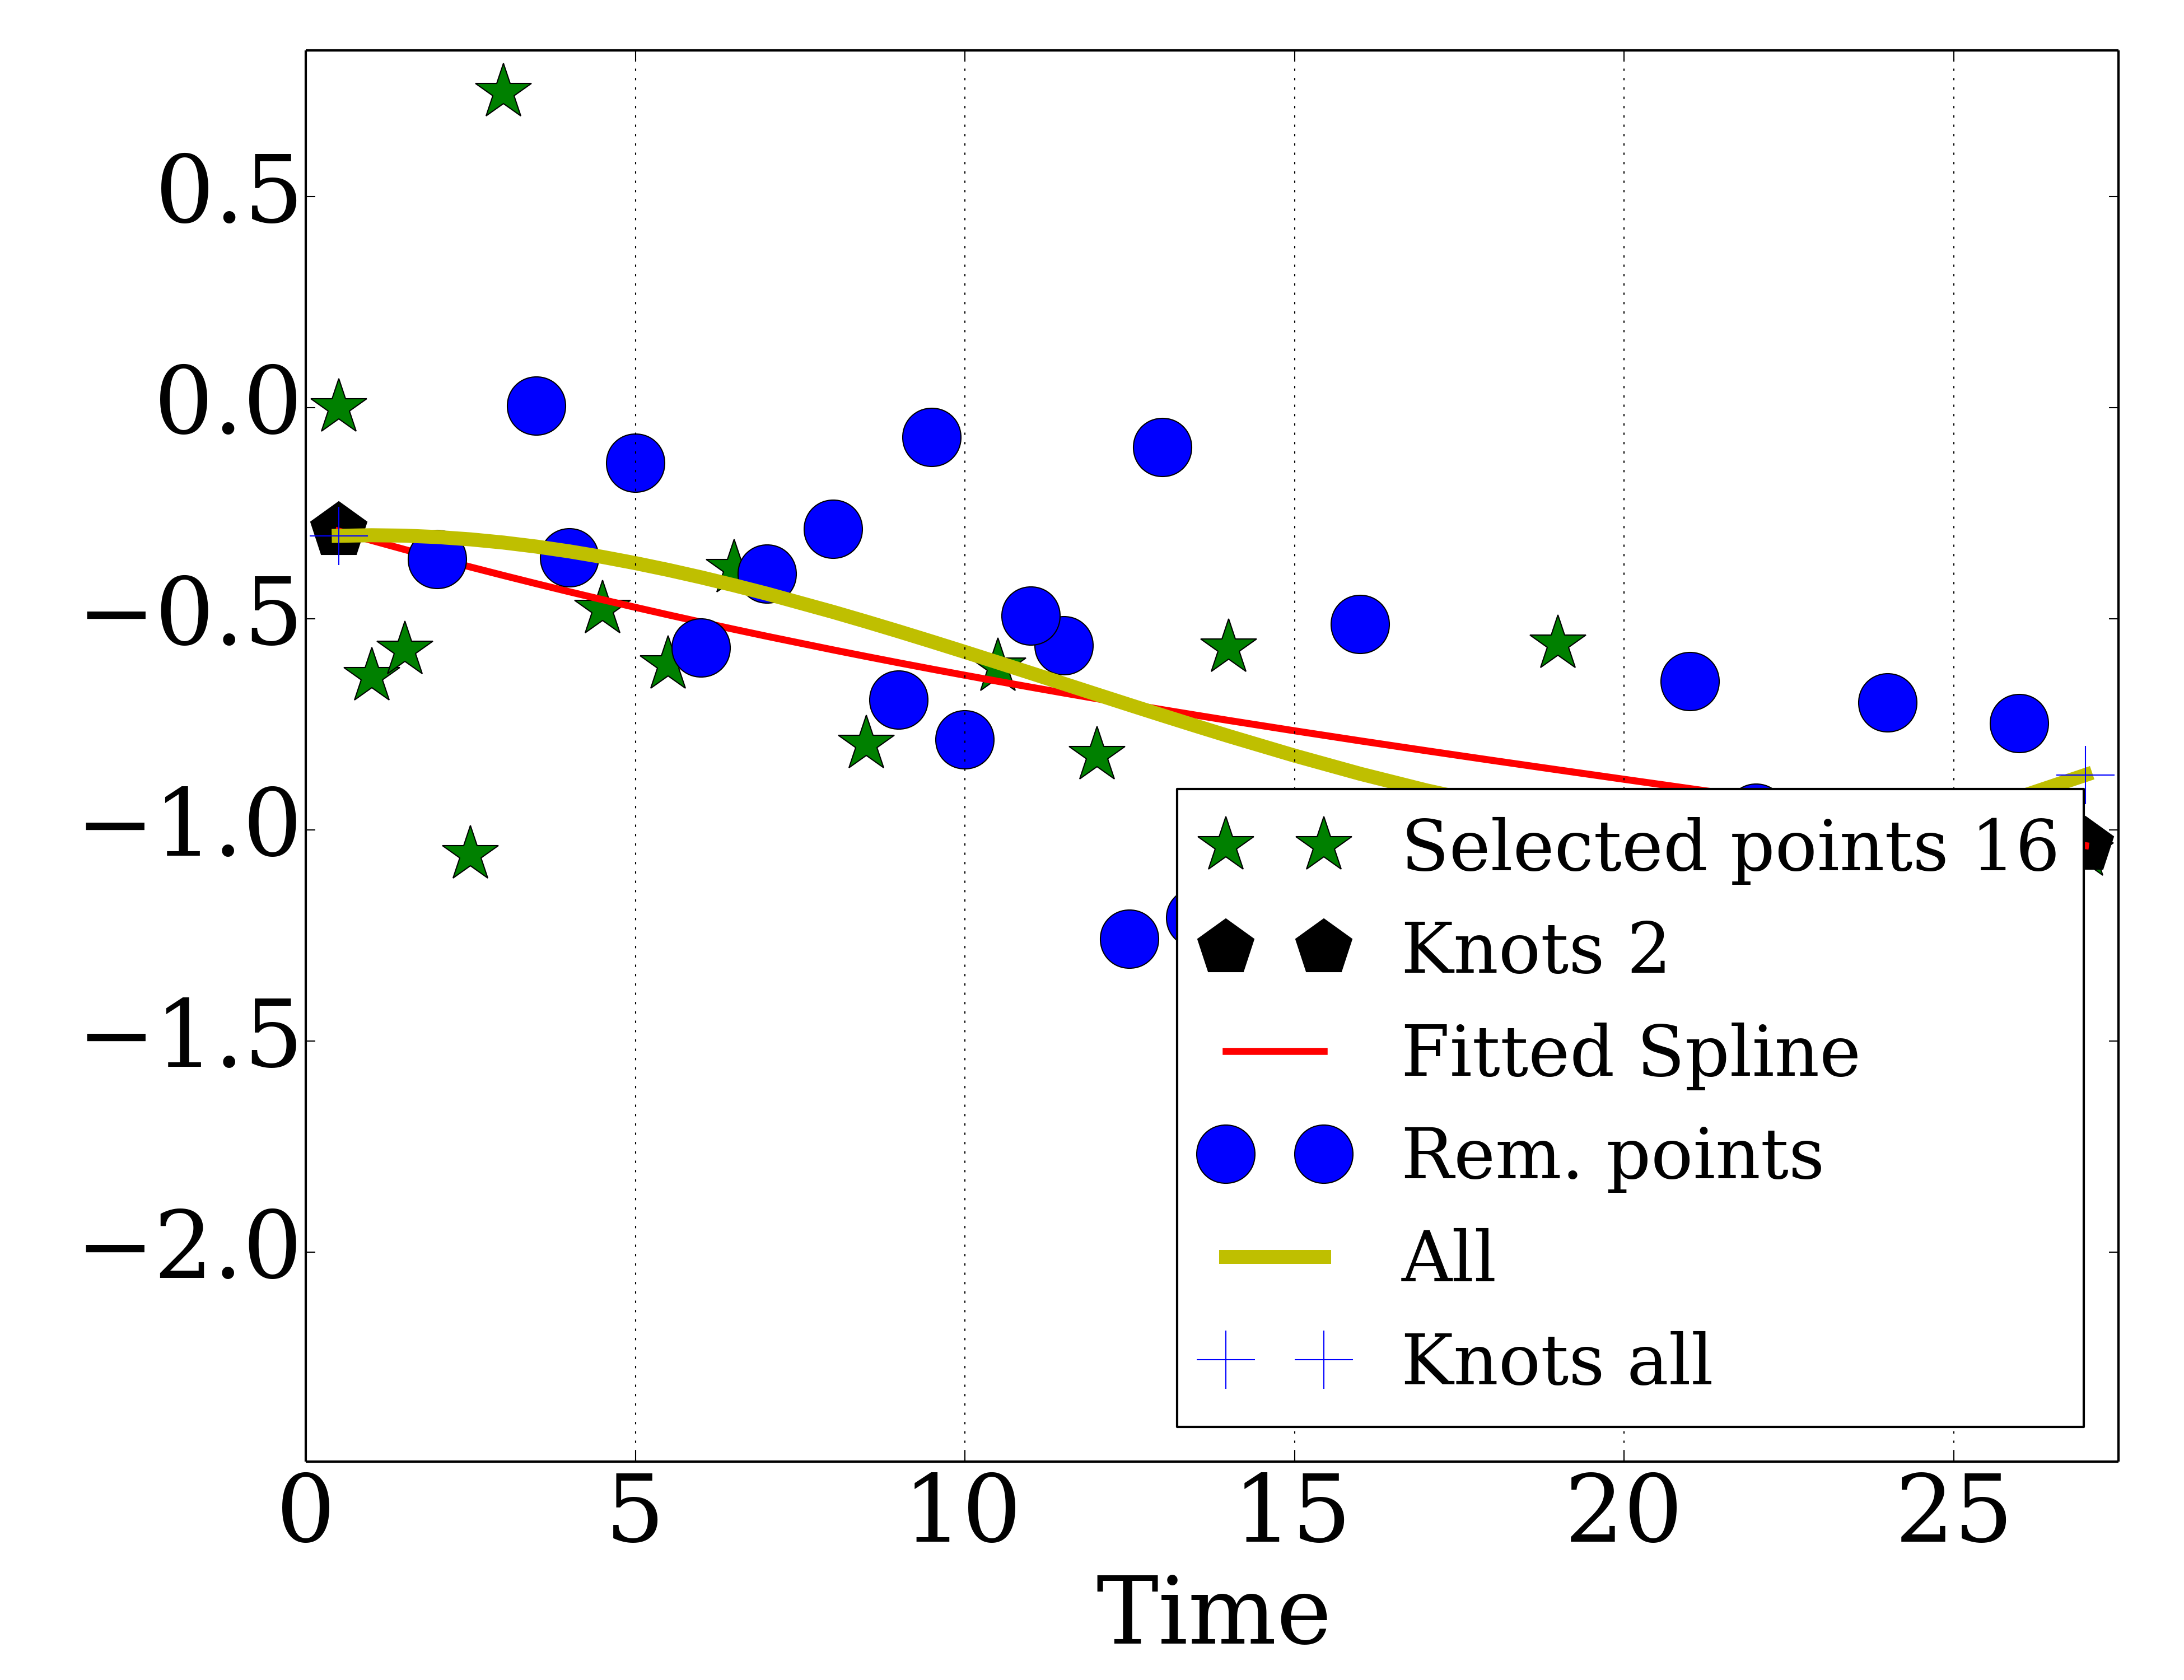 0.5
0.0
−0.5
−1.0
−1.5
−2.0
Selected points 16
Knots 2
Fitted Spline
Rem. points
All
Knots all
0 5 10 15 20 25
Time